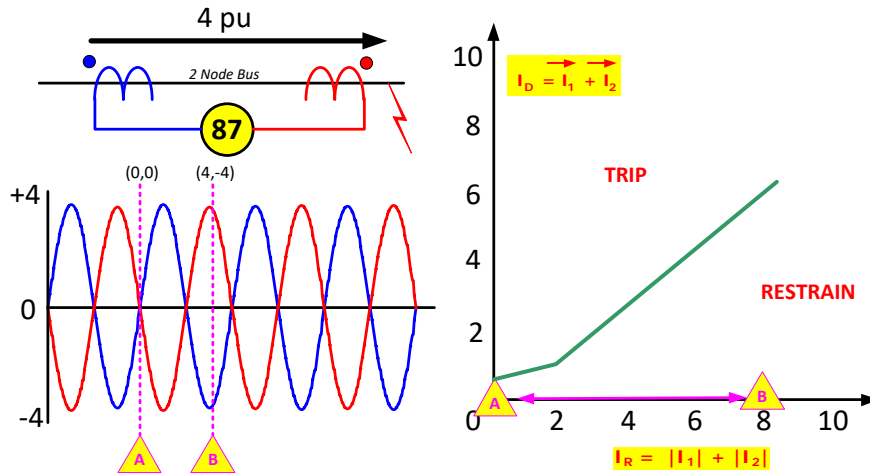 4 pu
2 Node Bus
87
(0,0) (4,-4)
+4
0
-4
A B
10
8
6
4
2
0 2 4 6 8 10
I_D = I_1 + I_2
TRIP
RESTRAIN
A B
I_R = |I_1| + |I_2|